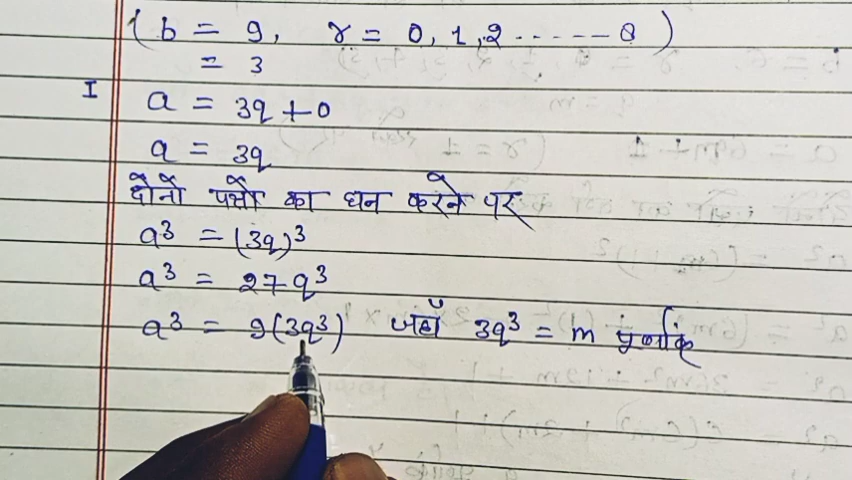 ( b = 9, r = 0, 1, 2 ------ 8 )
= 3
I a = 3q + 0
a = 3q
दोनो पक्षो का घन करने पर
a³ = (3q)³
a³ = 27q³
a³ = 9(3q³) जहाँ 3q³ = m पूर्णांक